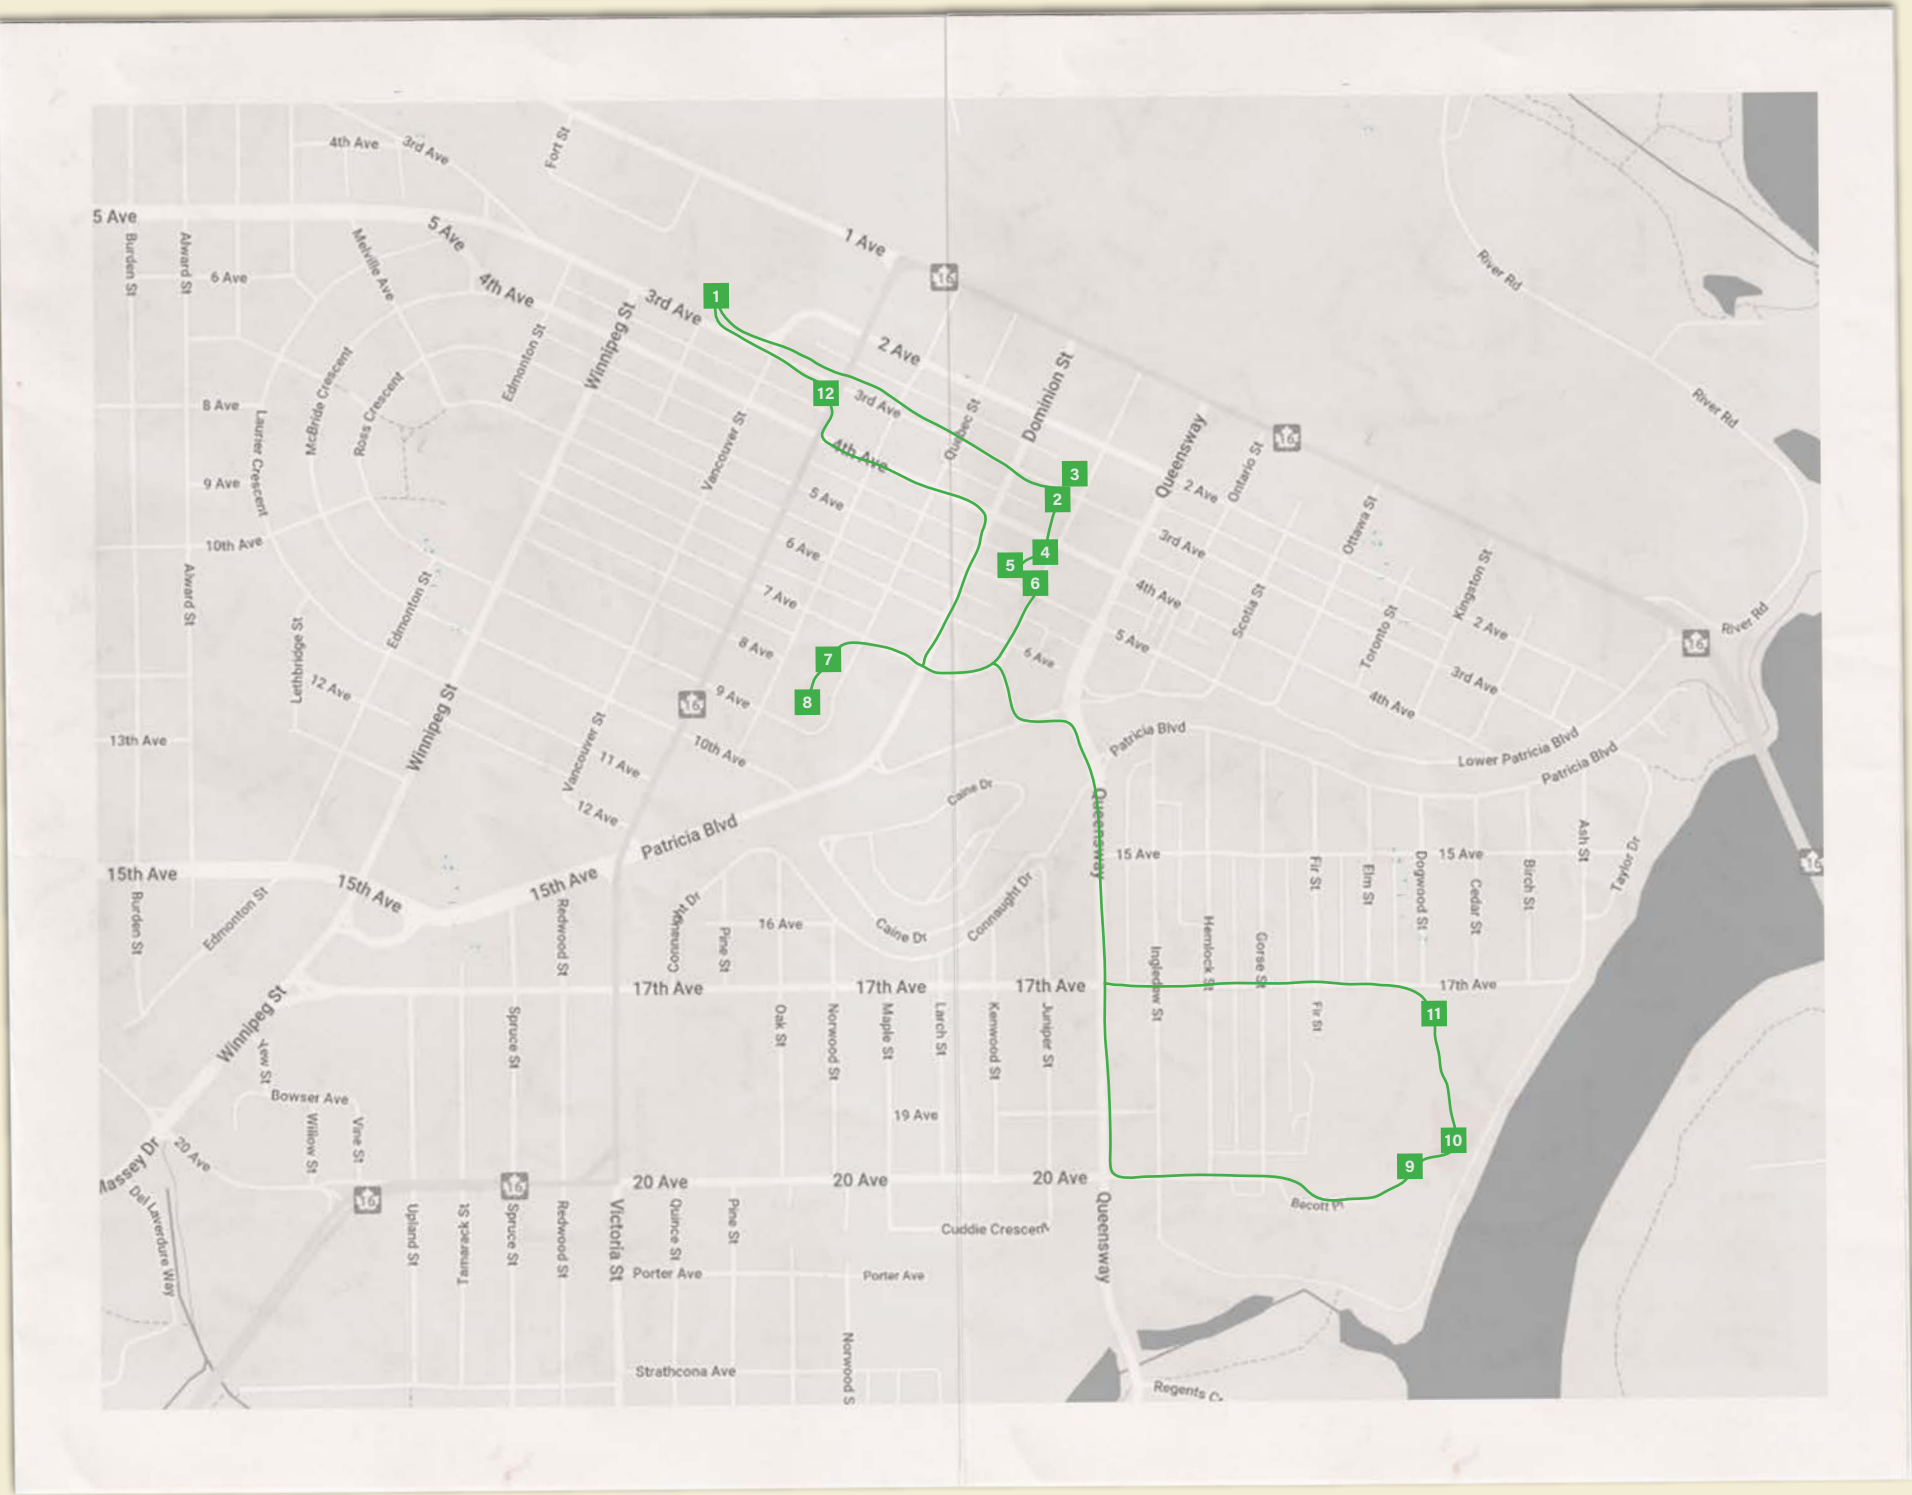 Fort St
4th Ave
3rd Ave
5 Ave
5 Ave
1 Ave
16
Burden St
Alward St
Melville Ave
6 Ave
4th Ave
3rd Ave
1
River Rd
Winnipeg St
2 Ave
Edmonton St
McBride Crescent
Ross Crescent
12
3rd Ave
Dominion St
River Rd
8 Ave
Laurier Crescent
Vancouver St
4th Ave
Quebec St
Queensway
Ontario St
16
9 Ave
5 Ave
3
2
2 Ave
Ottawa St
10th Ave
6 Ave
4
5
6
3rd Ave
Kingston St
Alward St
Edmonton St
7 Ave
4th Ave
Scotia St
Toronto St
2 Ave
River Rd
16
Lethbridge St
8 Ave
7
6 Ave
5 Ave
3rd Ave
12 Ave
9 Ave
8
4th Ave
16
13th Ave
Winnipeg St
Vancouver St
10th Ave
11 Ave
Patricia Blvd
Lower Patricia Blvd
Patricia Blvd
12 Ave
Caine Dr
Patricia Blvd
Queensway
15 Ave
15 Ave
Ash St
Taylor Dr
16
15th Ave
15th Ave
15th Ave
Fir St
Elm St
Dogwood St
Cedar St
Birch St
Burden St
Edmonton St
Redwood St
Connaught Dr
Pine St
16 Ave
Caine Dr
Connaught Dr
Ingledew St
Hemlock St
Gorse St
17th Ave
17th Ave
17th Ave
17th Ave
Winnipeg St
Spruce St
Oak St
Norwood St
Maple St
Larch St
Kenwood St
Juniper St
Fir St
11
Yew St
Bowser Ave
Willow St
Vine St
19 Ave
Massey Dr
20 Ave
10
9
16
16
20 Ave
20 Ave
20 Ave
Becott Pl
Del Laverdure Way
Upland St
Tamarack St
Spruce St
Redwood St
Victoria St
Quince St
Pine St
Cuddie Crescent
Queensway
Porter Ave
Porter Ave
Strathcona Ave
Norwood S
Regents C